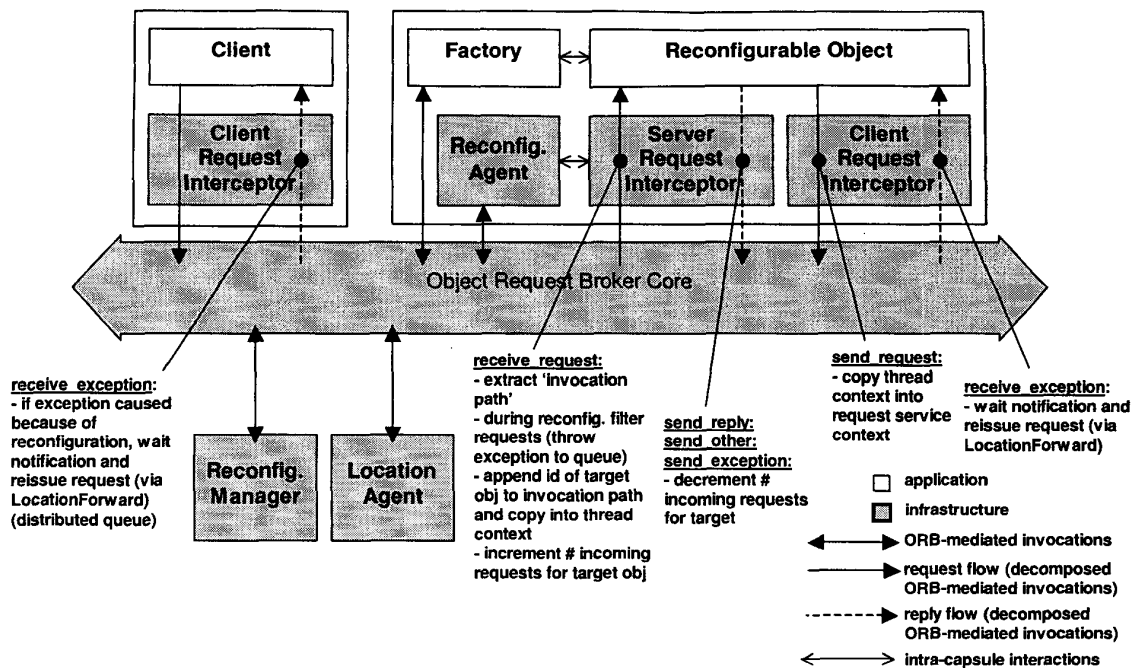 Client
Factory
Reconfigurable Object
Client
Request
Interceptor
Reconfig.
Agent
Server
Request
Interceptor
Client
Request
Interceptor
Object Request Broker Core
receive_exception:
- if exception caused
because of
reconfiguration, wait
notification and
reissue request (via
LocationForward)
(distributed queue)
Reconfig.
Manager
Location
Agent
receive_request:
- extract 'invocation
path'
- during reconfig. filter
requests (throw
exception to queue)
- append id of target
obj to invocation path
and copy into thread
context
- increment # incoming
requests for target obj
send_reply:
send_other:
send_exception:
- decrement #
incoming requests
for target
send_request:
- copy thread
context into
request service
context
receive_exception:
- wait notification and
reissue request (via
LocationForward)
application
infrastructure
ORB-mediated invocations
request flow (decomposed
ORB-mediated invocations)
reply flow (decomposed
ORB-mediated invocations)
intra-capsule interactions